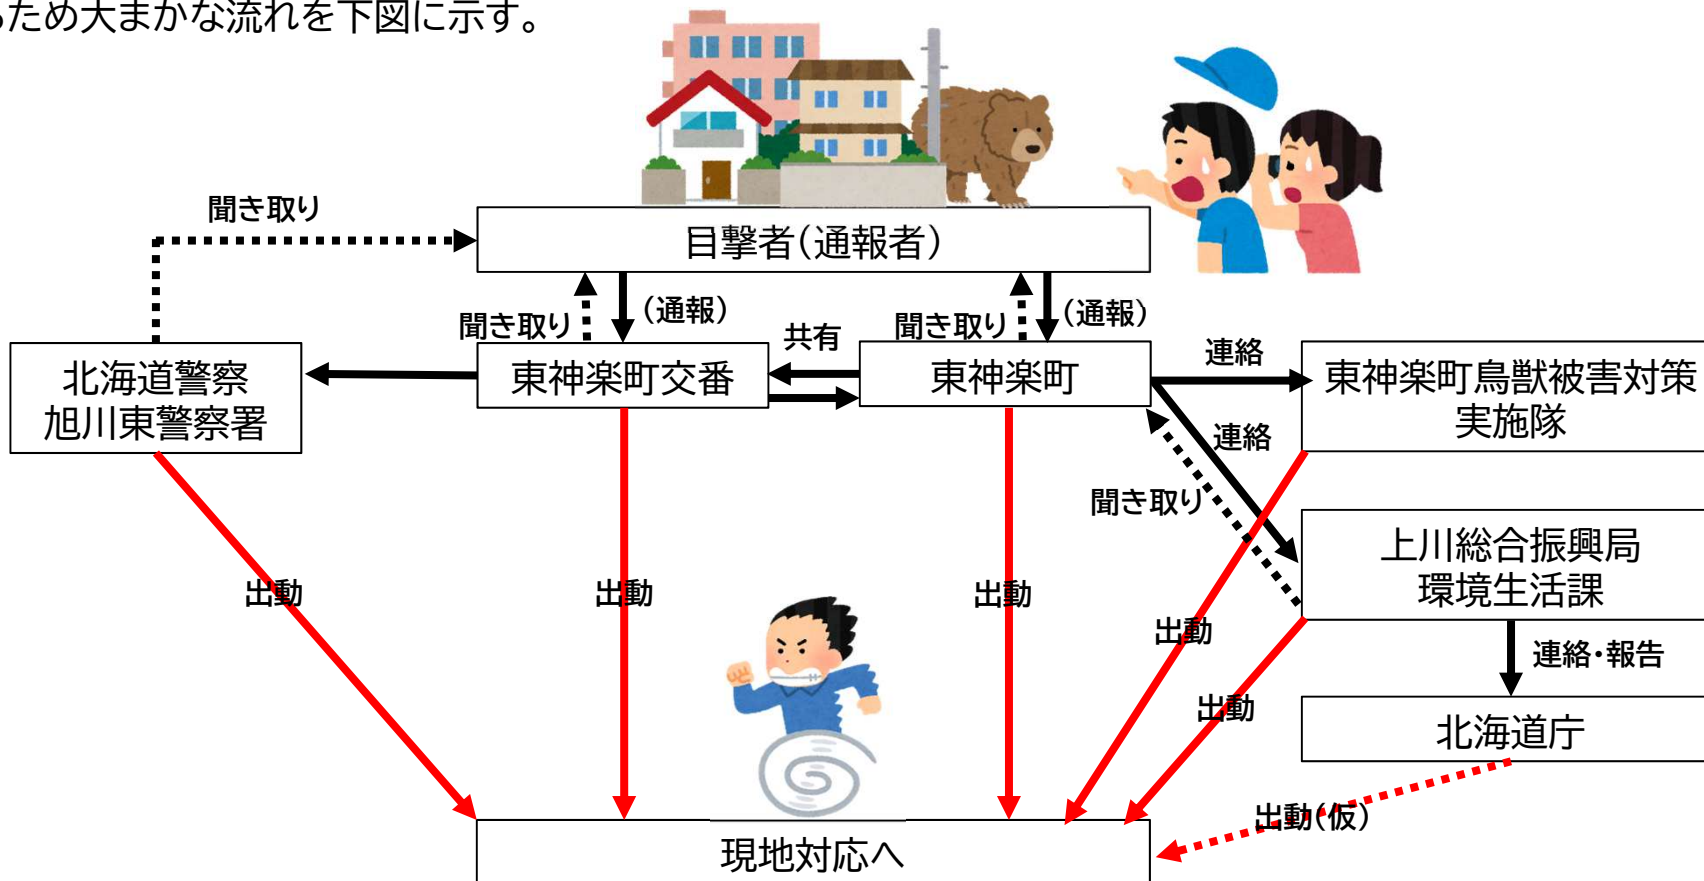 るため大まかな流れを下図に示す。
聞き取り
目撃者(通報者)
聞き取り
(通報)
聞き取り
(通報)
共有
北海道警察
旭川東警察署
東神楽町交番
東神楽町
連絡
東神楽町鳥獣被害対策
実施隊
連絡
聞き取り
上川総合振興局
環境生活課
出動
出動
出動
出動
連絡・報告
出動
北海道庁
出動(仮)
現地対応へ